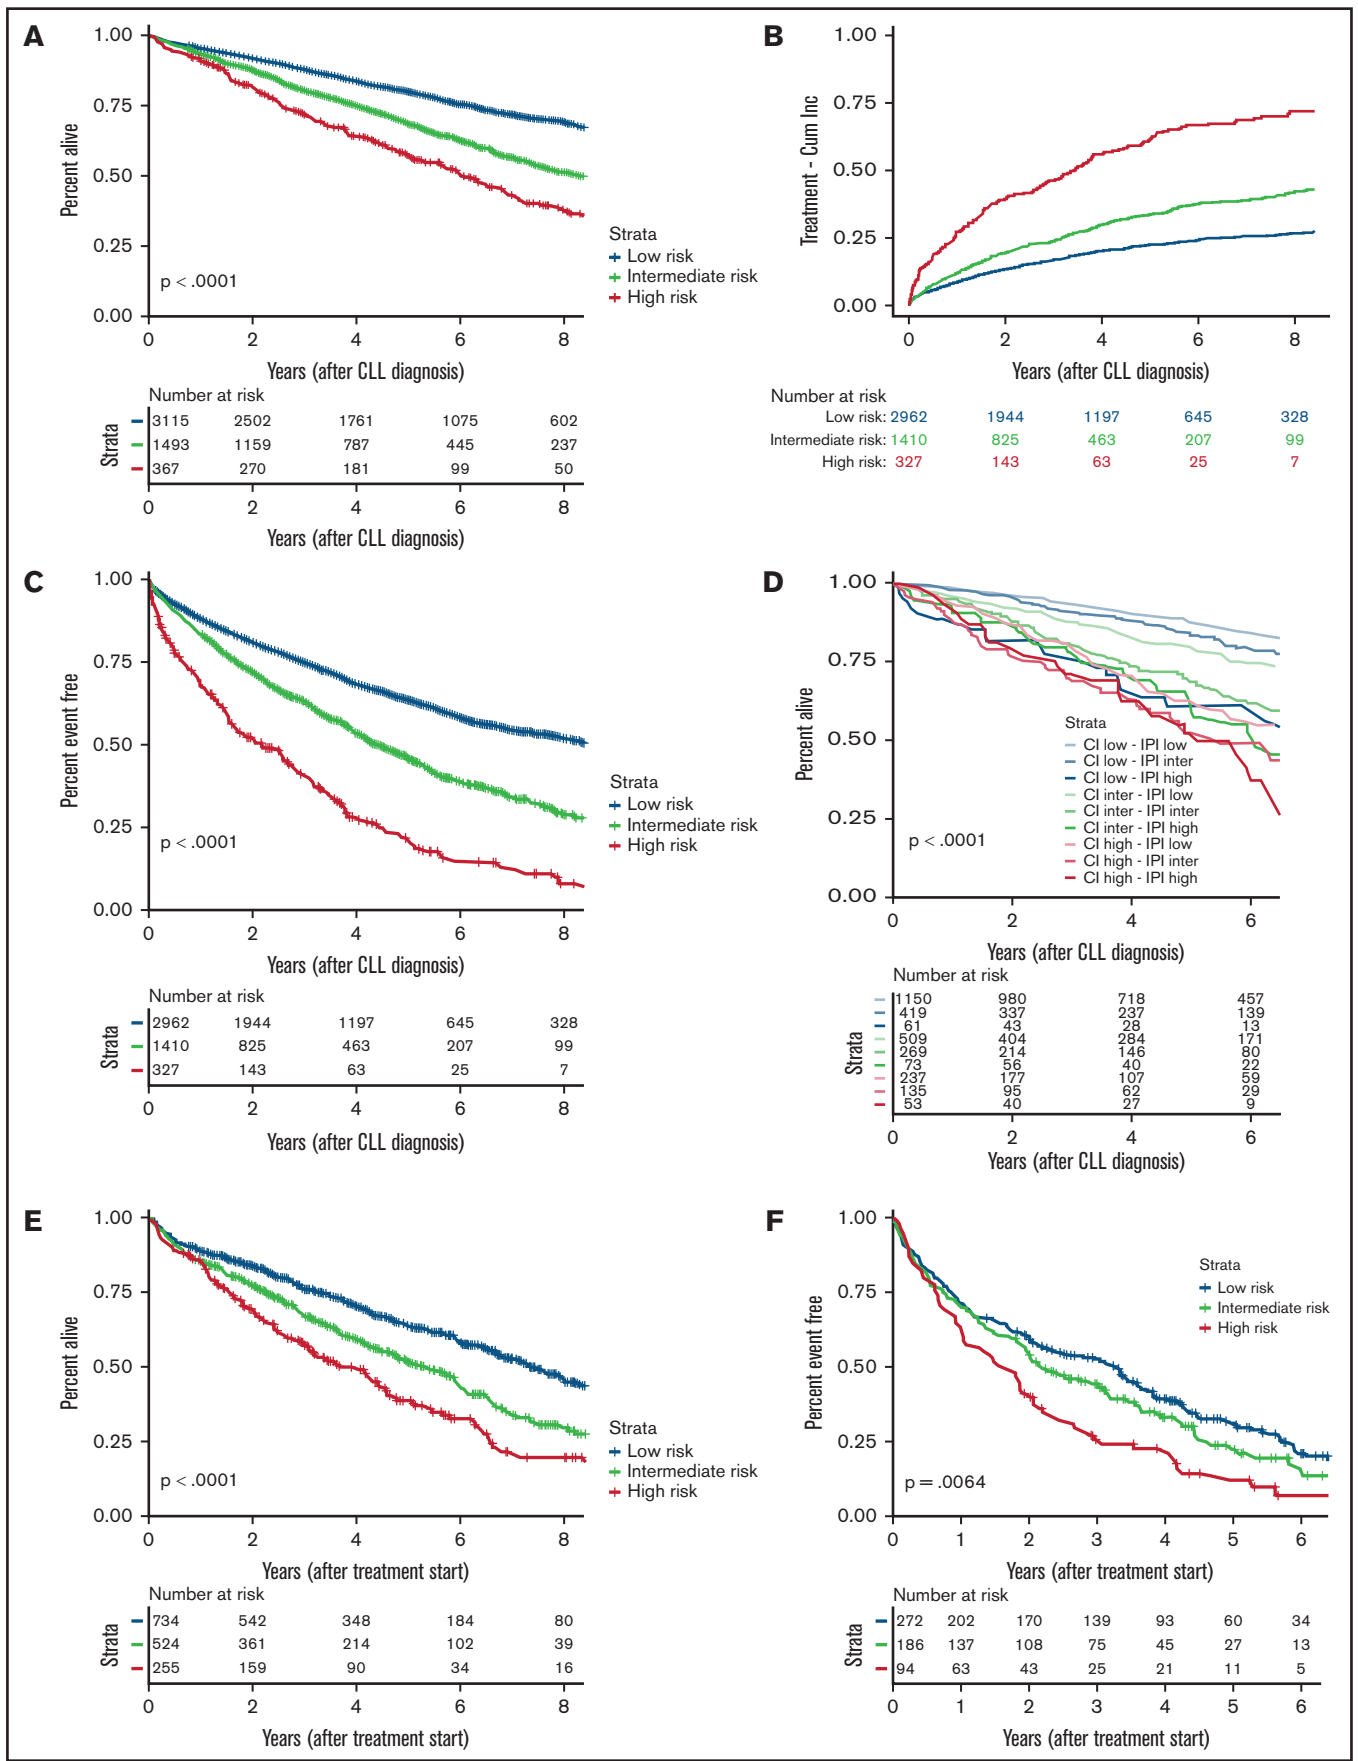 A
1.00
0.75
0.50
0.25
0.00
Percent alive
p < .0001
0 2 4 6 8
Years (after CLL diagnosis)
Strata
Low risk
Intermediate risk
High risk
Number at risk
Strata
3115 2502 1761 1075 602
1493 1159 787 445 237
367 270 181 99 50
0 2 4 6 8
Years (after CLL diagnosis)
B
1.00
0.75
0.50
0.25
0.00
Treatment - Cum Inc
0 2 4 6 8
Years (after CLL diagnosis)
Number at risk
Low risk: 2962 1944 1197 645 328
Intermediate risk: 1410 825 463 207 99
High risk: 327 143 63 25 7
C
1.00
0.75
0.50
0.25
0.00
Percent event free
p < .0001
0 2 4 6 8
Years (after CLL diagnosis)
Strata
Low risk
Intermediate risk
High risk
Number at risk
Strata
2962 1944 1197 645 328
1410 825 463 207 99
327 143 63 25 7
0 2 4 6 8
Years (after CLL diagnosis)
D
1.00
0.75
0.50
0.25
0.00
Percent alive
p < .0001
Strata
CI low - IPI low
CI low - IPI inter
CI low - IPI high
CI inter - IPI low
CI inter - IPI inter
CI inter - IPI high
CI high - IPI low
CI high - IPI inter
CI high - IPI high
0 2 4 6
Years (after CLL diagnosis)
Number at risk
Strata
1150 980 718 457
419 337 237 139
61 43 28 13
509 404 284 171
269 214 146 80
73 56 40 22
237 177 107 59
135 95 62 29
53 40 27 9
0 2 4 6
Years (after CLL diagnosis)
E
1.00
0.75
0.50
0.25
0.00
Percent alive
p < .0001
0 2 4 6 8
Years (after treatment start)
Strata
Low risk
Intermediate risk
High risk
Number at risk
Strata
734 542 348 184 80
524 361 214 102 39
255 159 90 34 16
0 2 4 6 8
Years (after treatment start)
F
1.00
0.75
0.50
0.25
0.00
Percent event free
p = .0064
Strata
Low risk
Intermediate risk
High risk
0 1 2 3 4 5 6
Years (after treatment start)
Number at risk
Strata
272 202 170 139 93 60 34
186 137 108 75 45 27 13
94 63 43 25 21 11 5
0 1 2 3 4 5 6
Years (after treatment start)